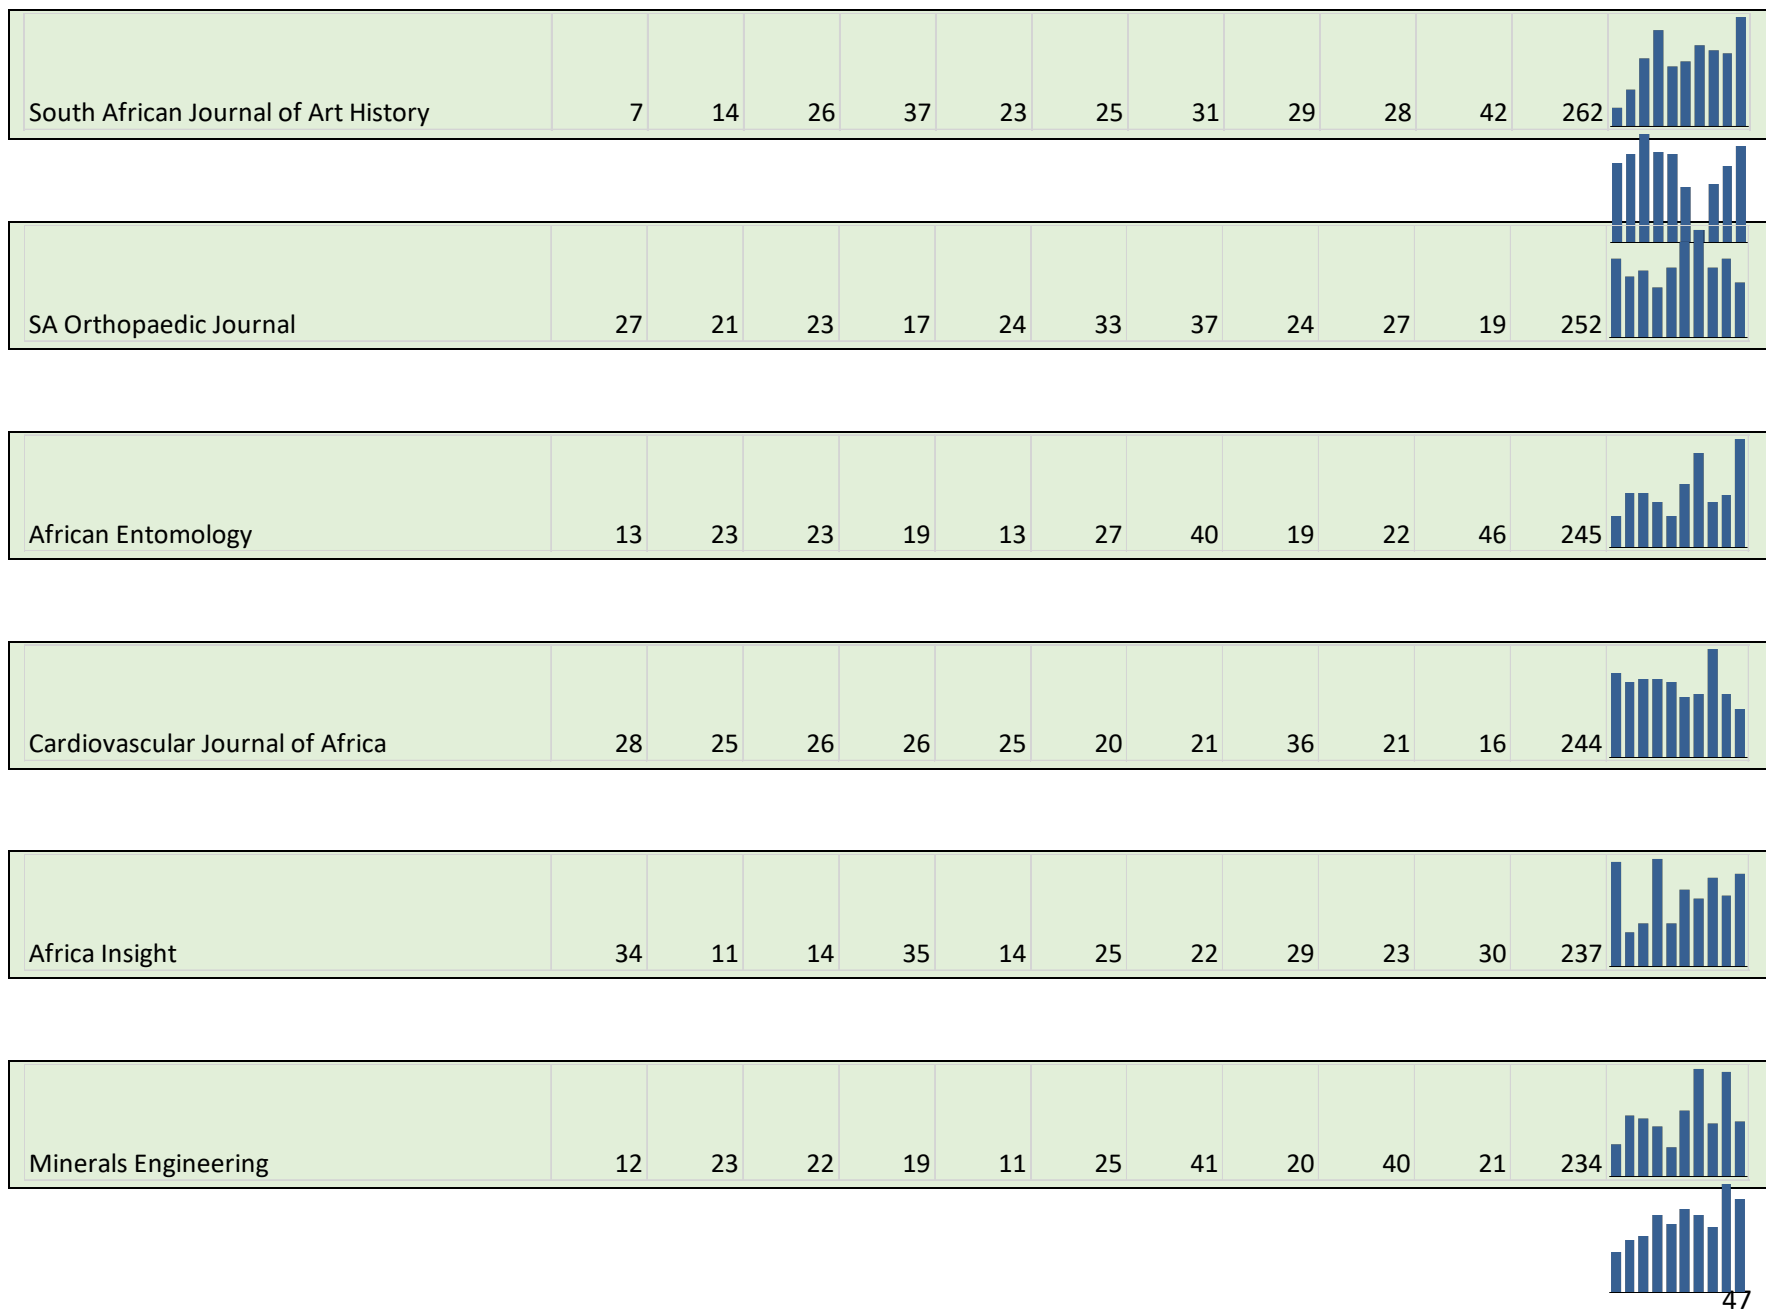 South African Journal of Art History 7 14 26 37 23 25 31 29 28 42 262
SA Orthopaedic Journal 27 21 23 17 24 33 37 24 27 19 252
African Entomology 13 23 23 19 13 27 40 19 22 46 245
Cardiovascular Journal of Africa 28 25 26 26 25 20 21 36 21 16 244
Africa Insight 34 11 14 35 14 25 22 29 23 30 237
Minerals Engineering 12 23 22 19 11 25 41 20 40 21 234
47